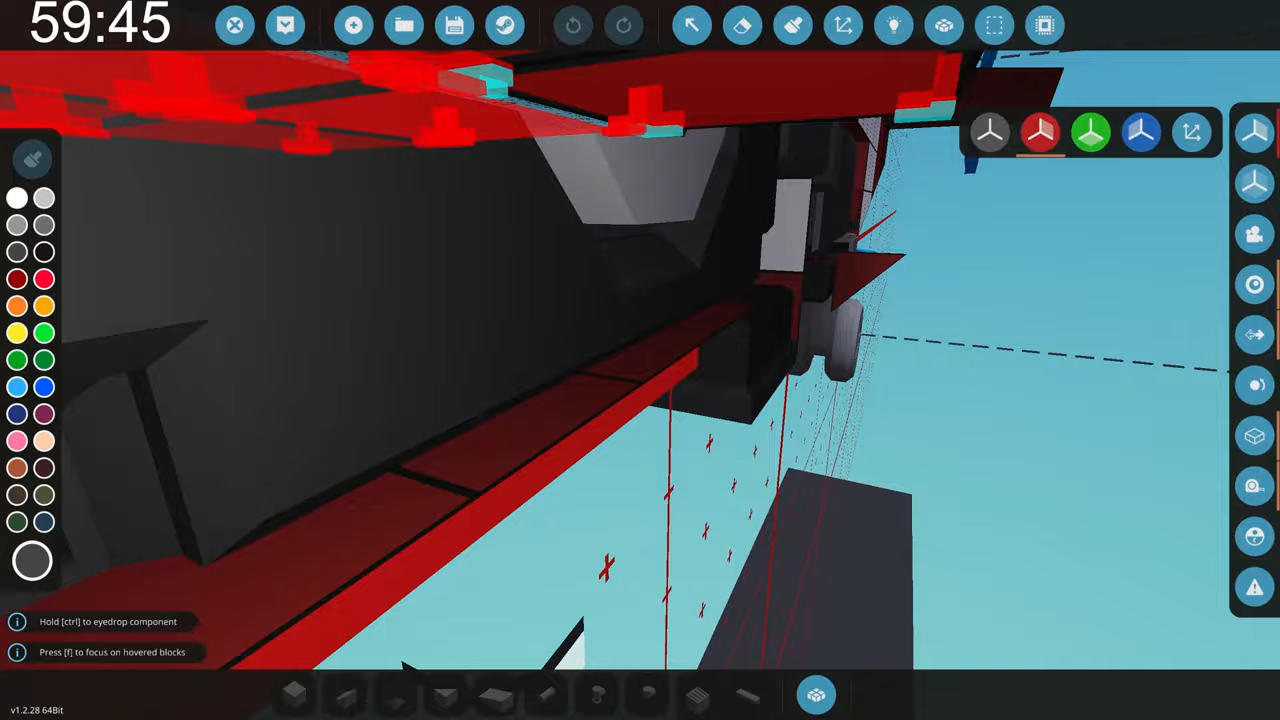 59:45
Hold [ctrl] to eyedrop component
Press [f] to focus on hovered blocks
v1.2.28 64Bit